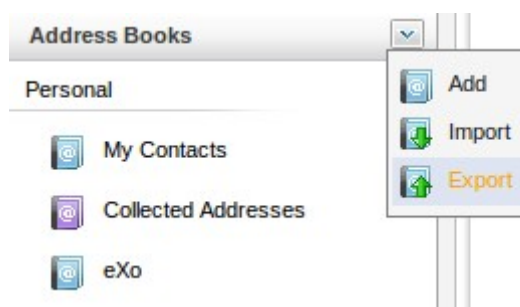 Address Books
Personal
My Contacts
Collected Addresses
eXo
Add
Import
Export